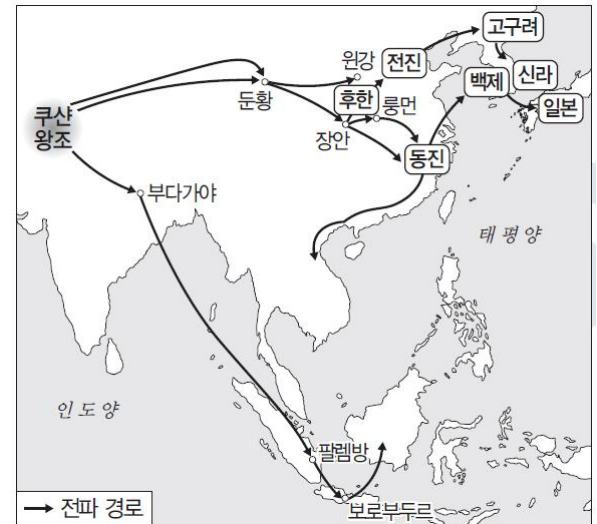 고구려
윈강
전진
신라
백제
둔황
후한
룽먼
일본
쿠샨
왕조
장안
동진
부다가야
태평양
인도양
팔렘방
보로부두르
→ 전파 경로